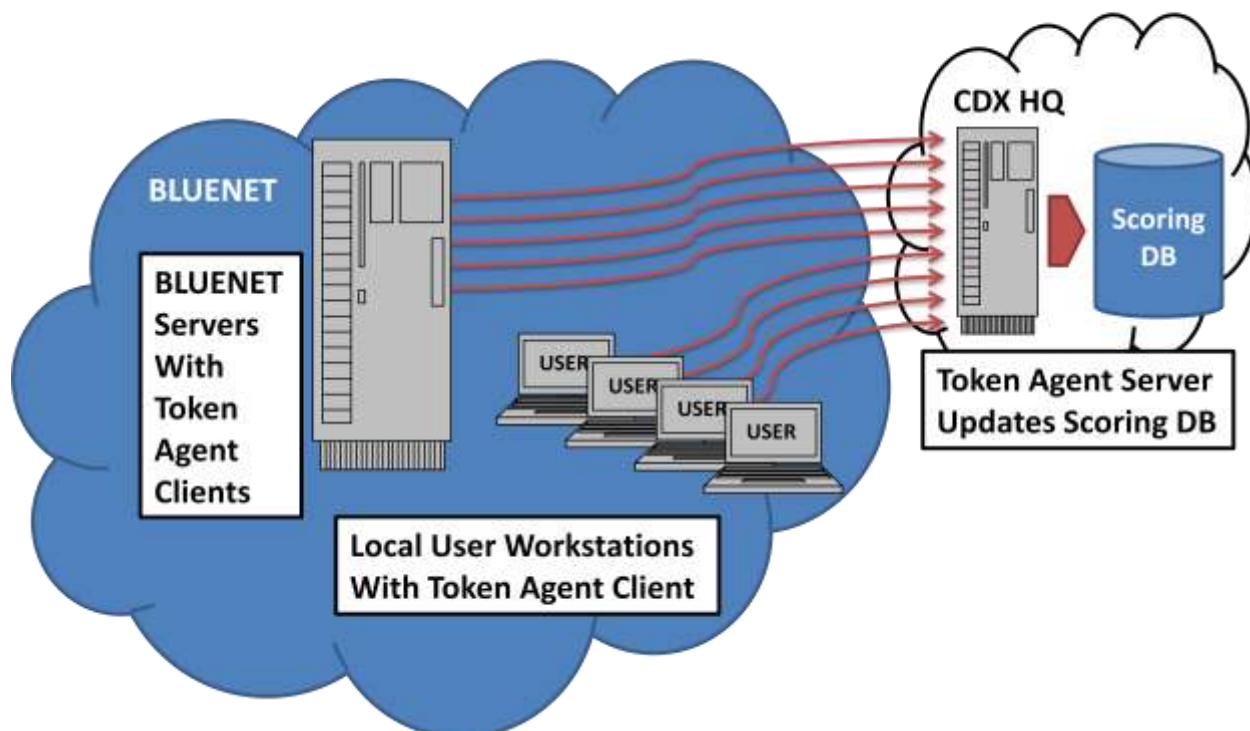 CDX HQ
BLUENET
BLUENET
Servers
With
Token
Agent
Clients
Scoring
DB
USER
USER
USER
USER
Token Agent Server
Updates Scoring DB
Local User Workstations
With Token Agent Client